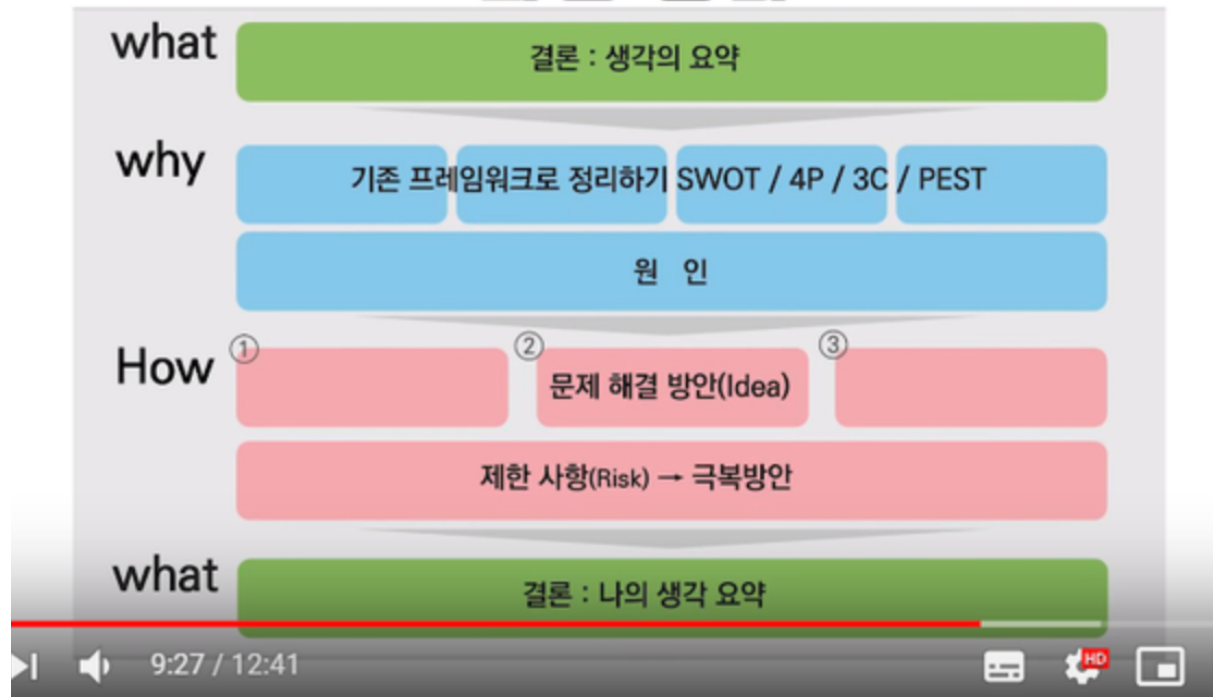 what
결론 : 생각의 요약
why
기존 프레임워크로 정리하기 SWOT / 4P / 3C / PEST
원 인
How
①
②
③
문제 해결 방안(Idea)
제한 사항(Risk) → 극복방안
what
결론 : 나의 생각 요약
9:27 / 12:41
HD